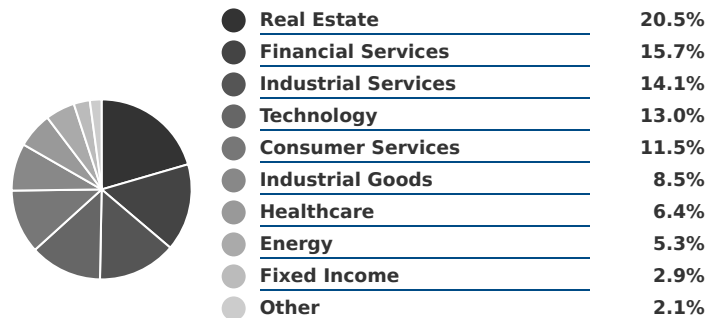 Real Estate 20.5%
Financial Services 15.7%
Industrial Services 14.1%
Technology 13.0%
Consumer Services 11.5%
Industrial Goods 8.5%
Healthcare 6.4%
Energy 5.3%
Fixed Income 2.9%
Other 2.1%